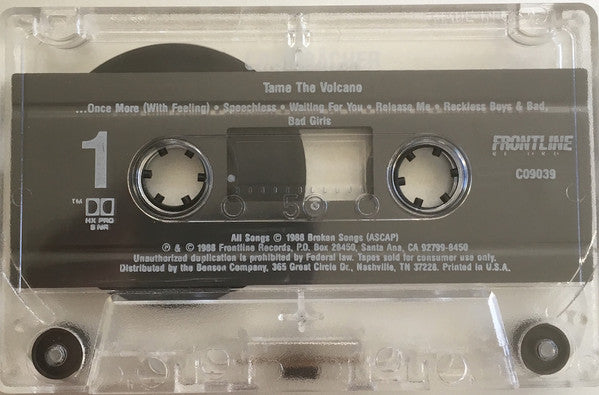 Tame The Volcano
...Once More (With Feeling) • Speechless • Waiting For You • Release Me • Reckless Boys & Bad,
Bad Girls
1
FRONTLINE
RECORDS
C09039
HX PRO
B NR
All Songs © 1988 Broken Songs (ASCAP)
℗ & © 1988 Frontline Records, P.O. Box 28450, Santa Ana, CA 92799-8450
Unauthorized duplication is prohibited by Federal law. Tapes sold for consumer use only.
Distributed by the Benson Company, 365 Great Circle Dr., Nashville, TN 37228. Printed in U.S.A.